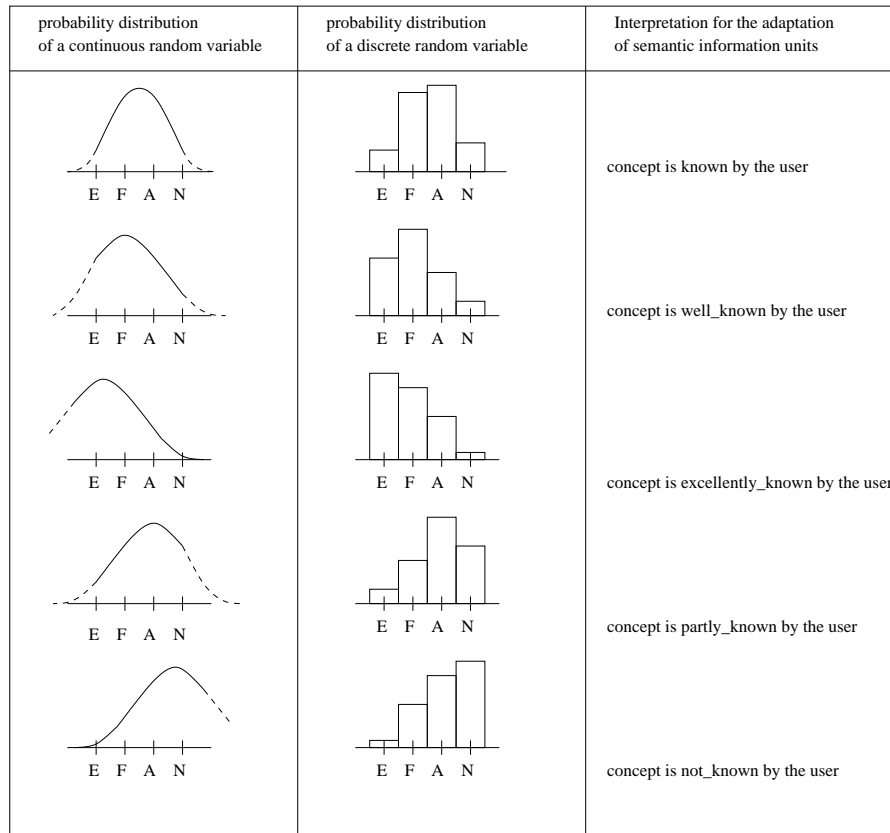 probability distribution
of a continuous random variable
probability distribution
of a discrete random variable
Interpretation for the adaptation
of semantic information units
E F A N
E F A N
concept is known by the user
E F A N
E F A N
concept is well_known by the user
E F A N
E F A N
concept is excellently_known by the user
E F A N
E F A N
concept is partly_known by the user
E F A N
E F A N
concept is not_known by the user